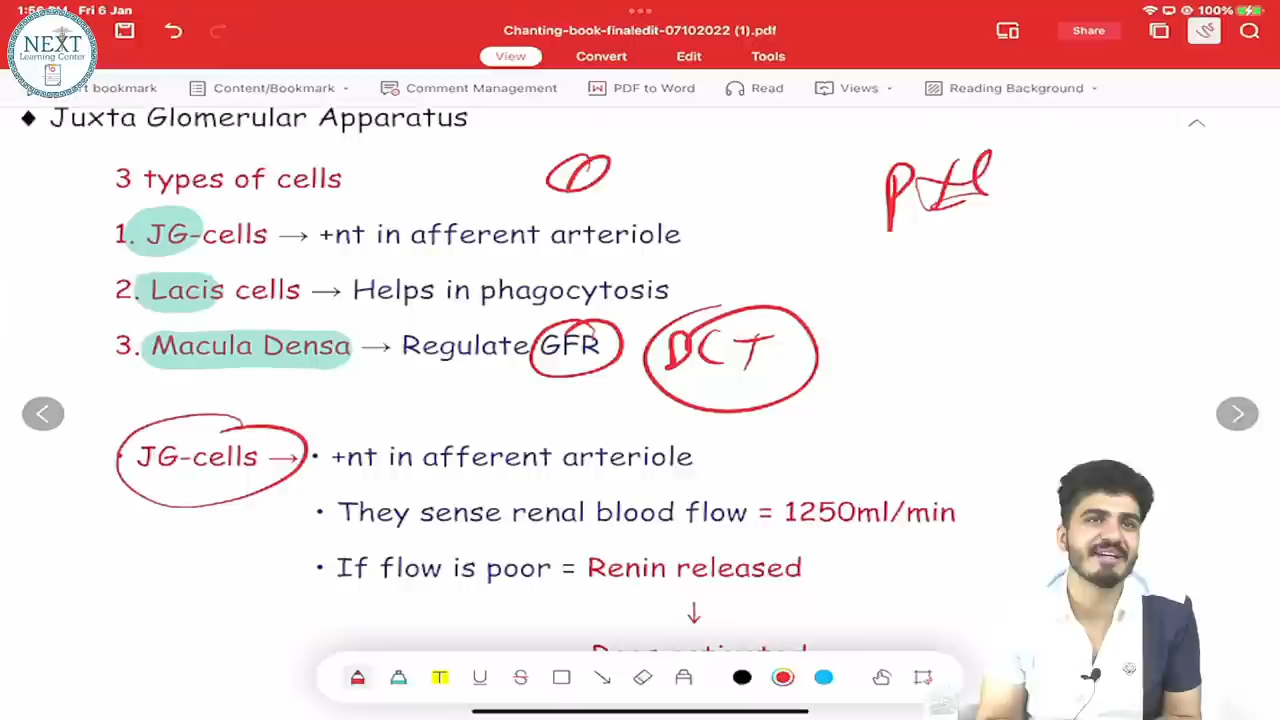 1:56 PM Fri 6 Jan
100%
NEXT
Learning Center
Chanting-book-finaledit-07102022 (1).pdf
Share
View Convert Edit Tools
bookmark Content/Bookmark Comment Management PDF to Word Read Views Reading Background
◆ Juxta Glomerular Apparatus
3 types of cells
1. JG-cells → +nt in afferent arteriole
2. Lacis cells → Helps in phagocytosis
3. Macula Densa → Regulate GFR DCT
JG-cells → • +nt in afferent arteriole
• They sense renal blood flow = 1250ml/min
• If flow is poor = Renin released
↓